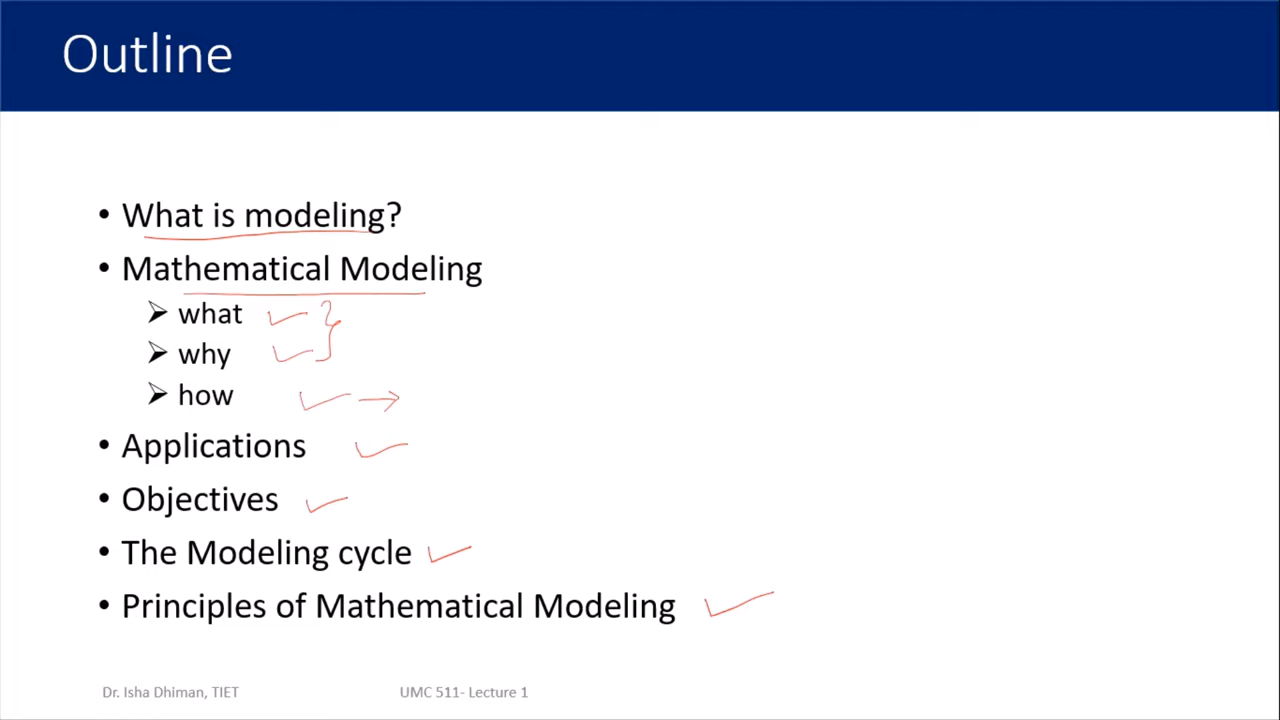 Outline
• What is modeling?
• Mathematical Modeling
➢ what
➢ why
➢ how
• Applications
• Objectives
• The Modeling cycle
• Principles of Mathematical Modeling
Dr. Isha Dhiman, TIET
UMC 511- Lecture 1